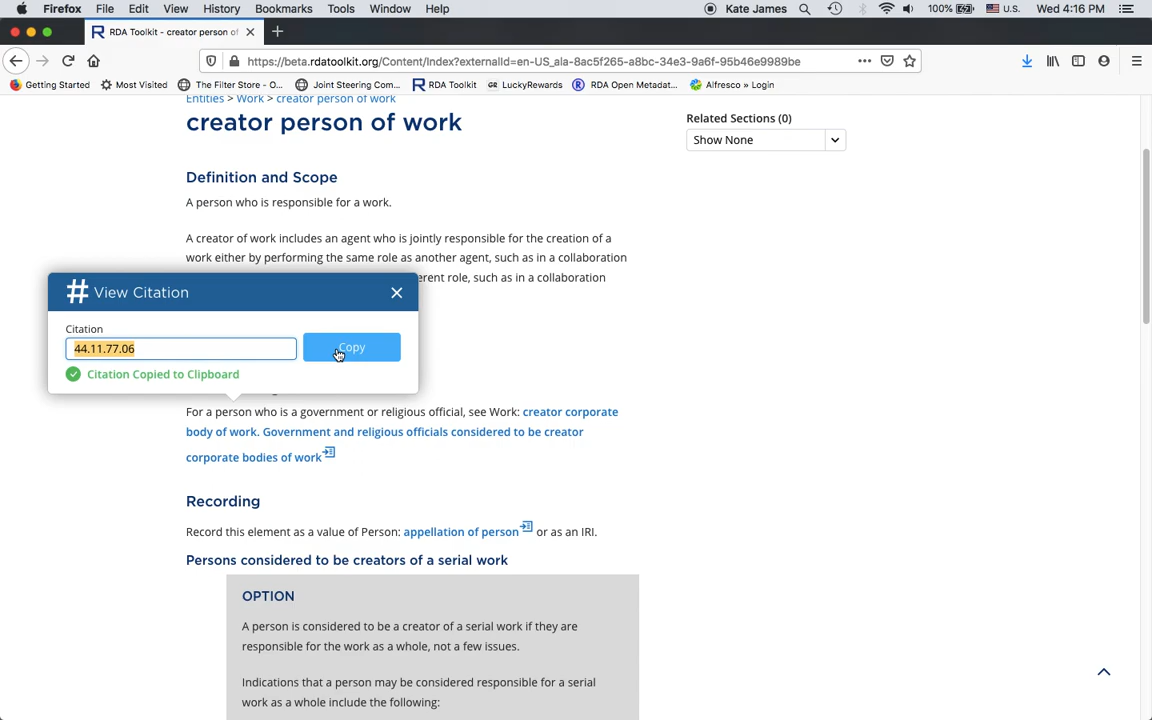 Firefox File Edit View History Bookmarks Tools Window Help Kate James 100% U.S. Wed 4:16 PM
RDA Toolkit - creator person of
https://beta.rdatoolkit.org/Content/Index?externalId=en-US_ala-8ac5f265-a8bc-34e3-9a6f-95b46e9989be
Getting Started Most Visited The Filter Store - O... Joint Steering Com... RDA Toolkit LuckyRewards RDA Open Metadat... Alfresco » Login
Entities > Work > creator person of work
creator person of work
Related Sections (0)
Show None
Definition and Scope
A person who is responsible for a work.
A creator of work includes an agent who is jointly responsible for the creation of a
work either by performing the same role as another agent, such as in a collaboration
erent role, such as in a collaboration
# View Citation
Citation
44.11.77.06
Copy
Citation Copied to Clipboard
For a person who is a government or religious official, see Work: creator corporate
body of work. Government and religious officials considered to be creator
corporate bodies of work
Recording
Record this element as a value of Person: appellation of person or as an IRI.
Persons considered to be creators of a serial work
OPTION
A person is considered to be a creator of a serial work if they are
responsible for the work as a whole, not a few issues.
Indications that a person may be considered responsible for a serial
work as a whole include the following: